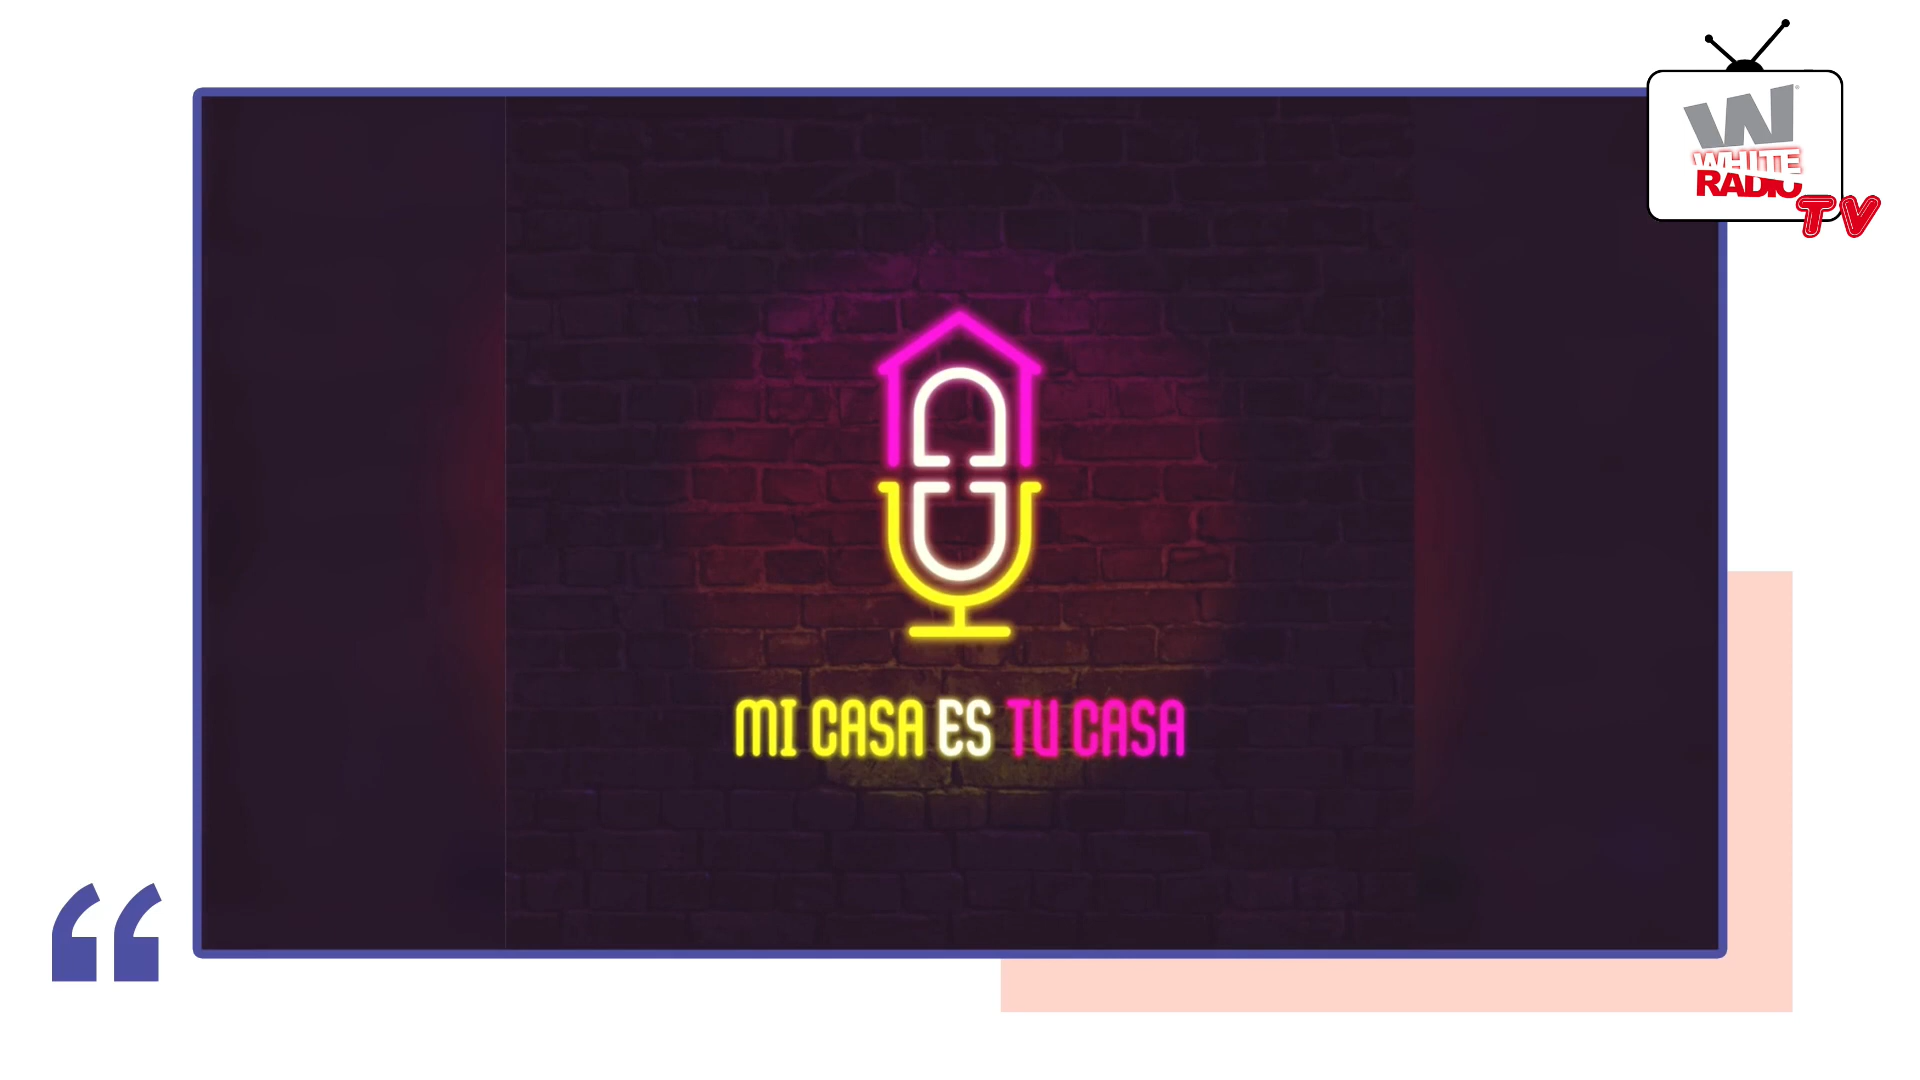 W
WHITE
RADIO
TV
MI CASA ES TU CASA
“